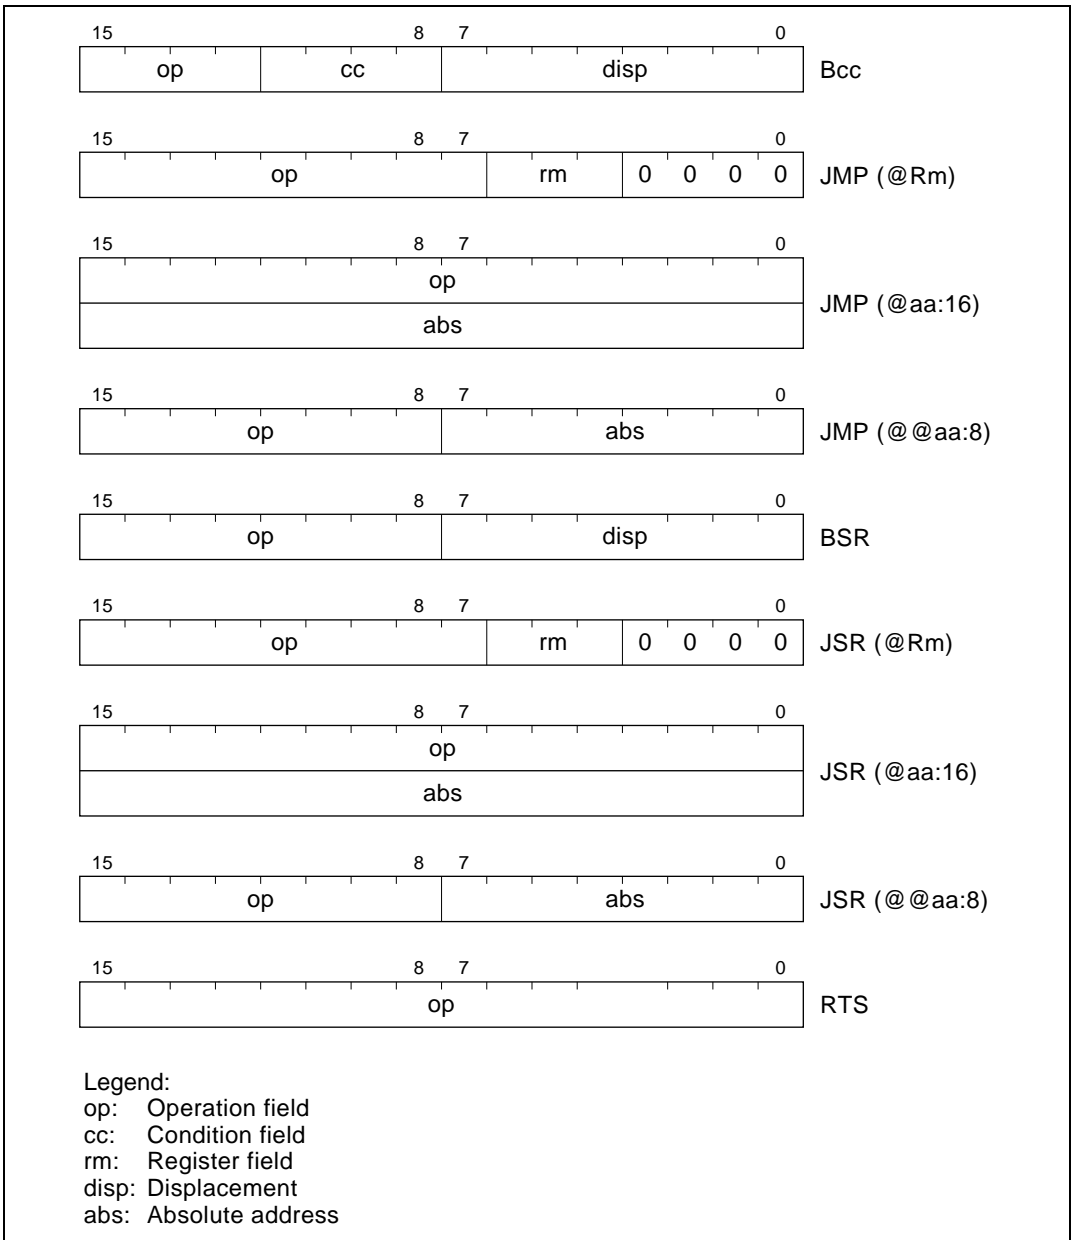 15 8 7 0
op cc disp Bcc
15 8 7 0
op rm 0 0 0 0 JMP (@Rm)
15 8 7 0
op
JMP (@aa:16)
abs
15 8 7 0
op abs JMP (@@aa:8)
15 8 7 0
op disp BSR
15 8 7 0
op rm 0 0 0 0 JSR (@Rm)
15 8 7 0
op
JSR (@aa:16)
abs
15 8 7 0
op abs JSR (@@aa:8)
15 8 7 0
op RTS
Legend:
op: Operation field
cc: Condition field
rm: Register field
disp: Displacement
abs: Absolute address